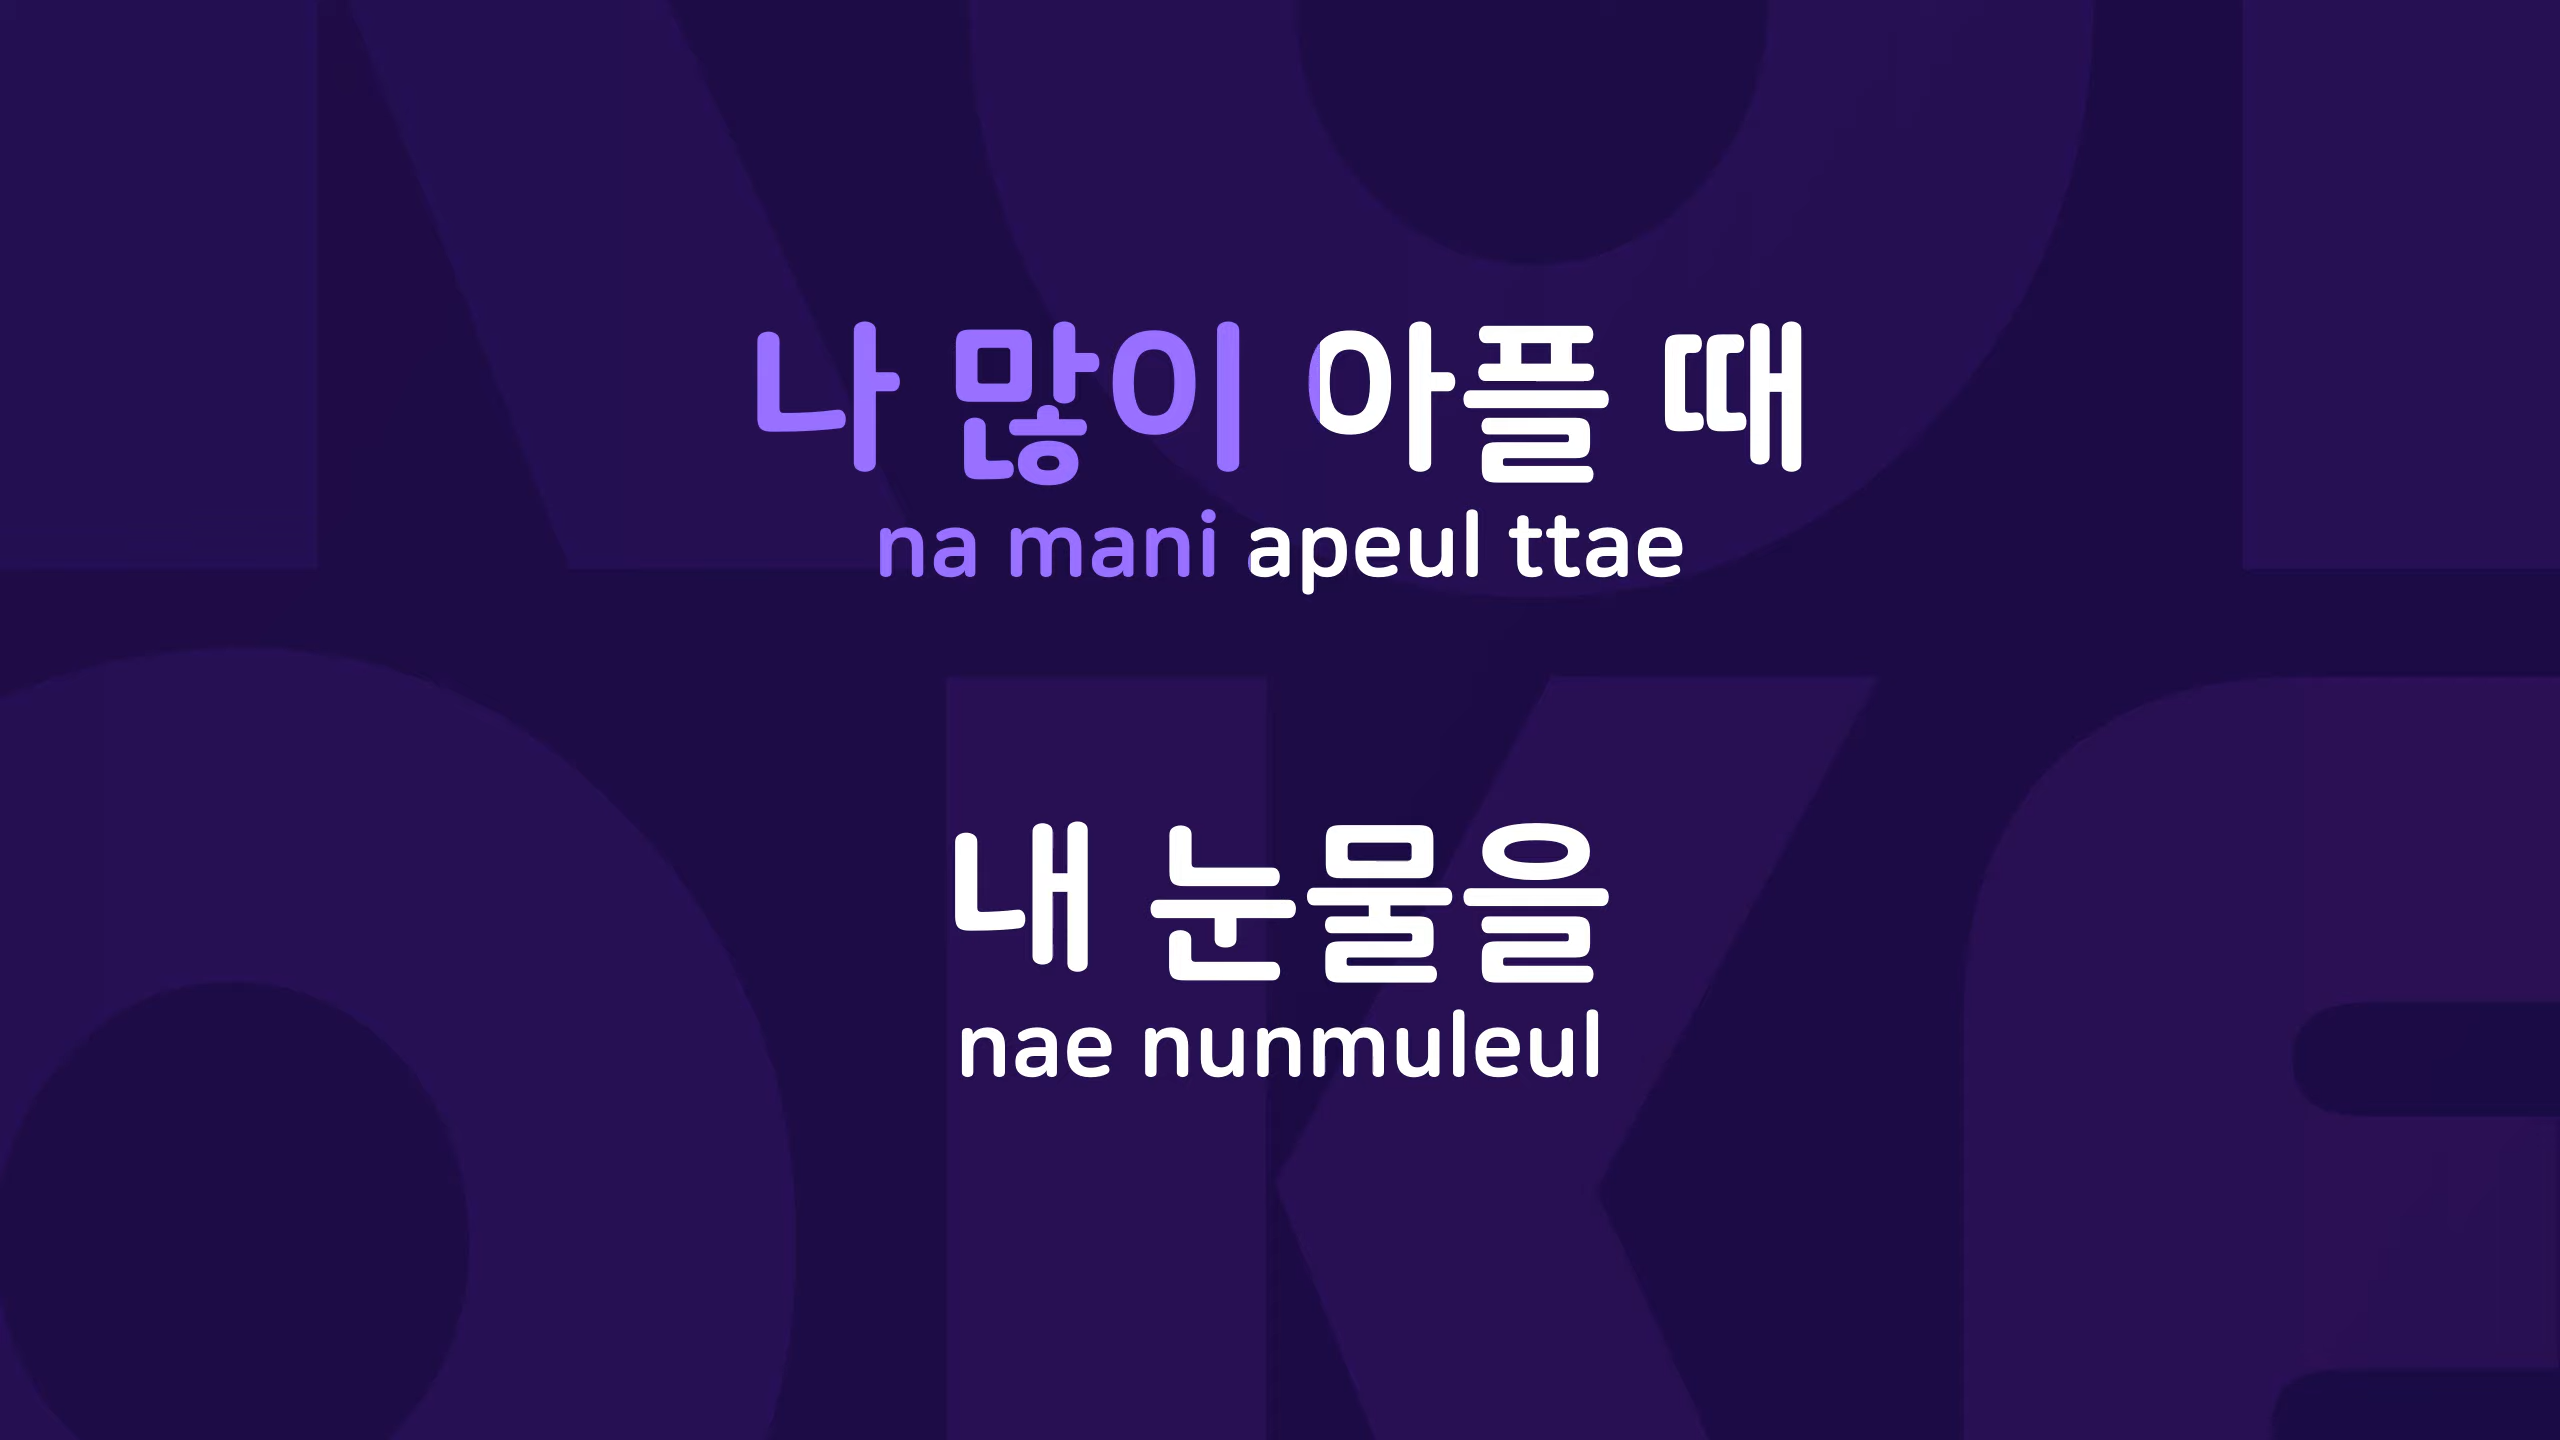 나 많이 아플 때
na mani apeul ttae
내 눈물을
nae nunmuleul